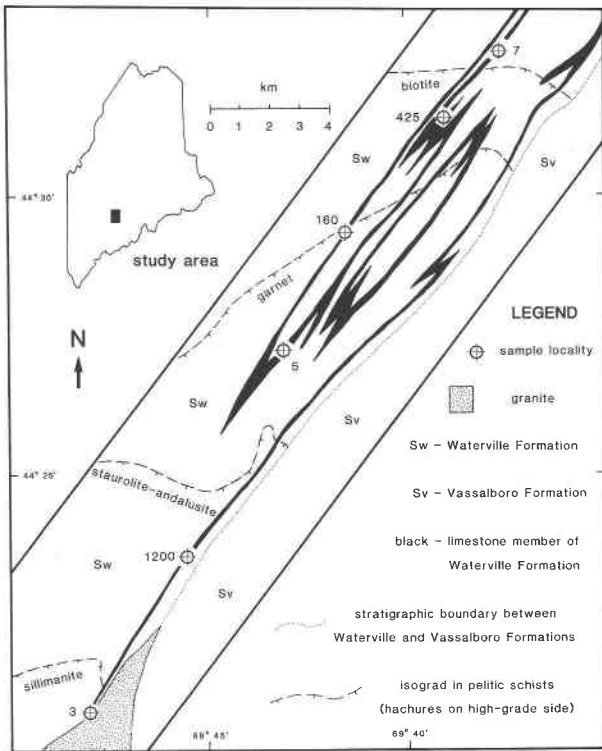 7
biotite
km
0 1 2 3 4
425
Sw
Sv
44° 30'
160
study area
garnet
LEGEND
N
sample locality
5
granite
Sw
Sv
Sw – Waterville Formation
44° 25'
staurolite-andalusite
Sv – Vassalboro Formation
black – limestone member of
Waterville Formation
1200
Sw
Sv
stratigraphic boundary between
Waterville and Vassalboro Formations
sillimanite
isograd in pelitic schists
(hachures on high-grade side)
3
69° 45'
69° 40'